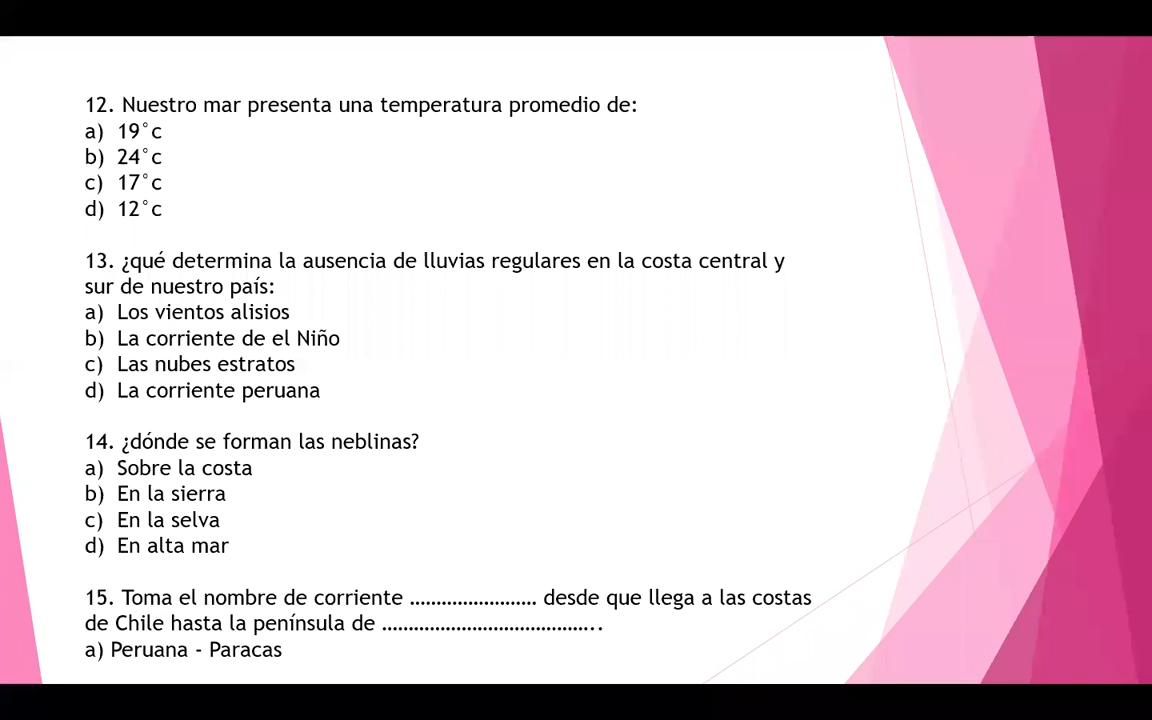 12. Nuestro mar presenta una temperatura promedio de:
a) 19°c
b) 24°c
c) 17°c
d) 12°c
13. ¿qué determina la ausencia de lluvias regulares en la costa central y
sur de nuestro país:
a) Los vientos alisios
b) La corriente de el Niño
c) Las nubes estratos
d) La corriente peruana
14. ¿dónde se forman las neblinas?
a) Sobre la costa
b) En la sierra
c) En la selva
d) En alta mar
15. Toma el nombre de corriente …………………… desde que llega a las costas
de Chile hasta la península de …………………………………..
a) Peruana - Paracas